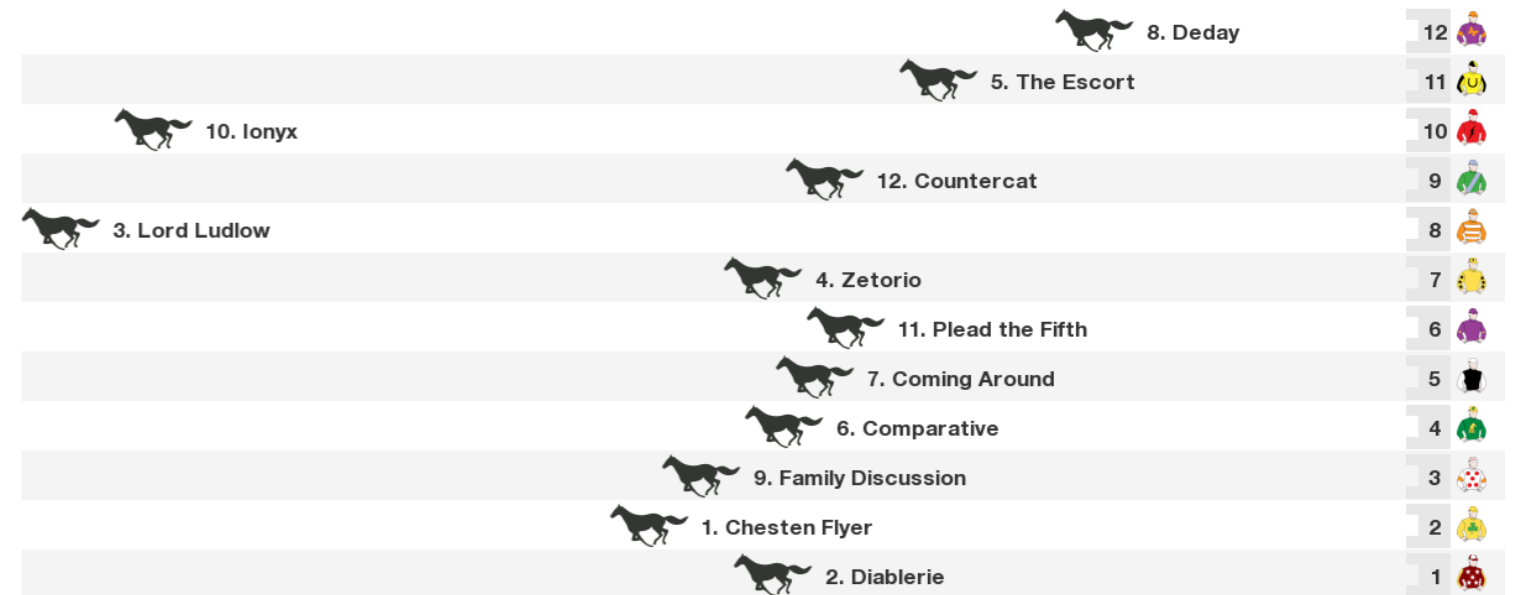 8. Deday 12
5. The Escort 11
10. Ionyx 10
12. Countercat 9
3. Lord Ludlow 8
4. Zetorio 7
11. Plead the Fifth 6
7. Coming Around 5
6. Comparative 4
9. Family Discussion 3
1. Chesten Flyer 2
2. Diablerie 1